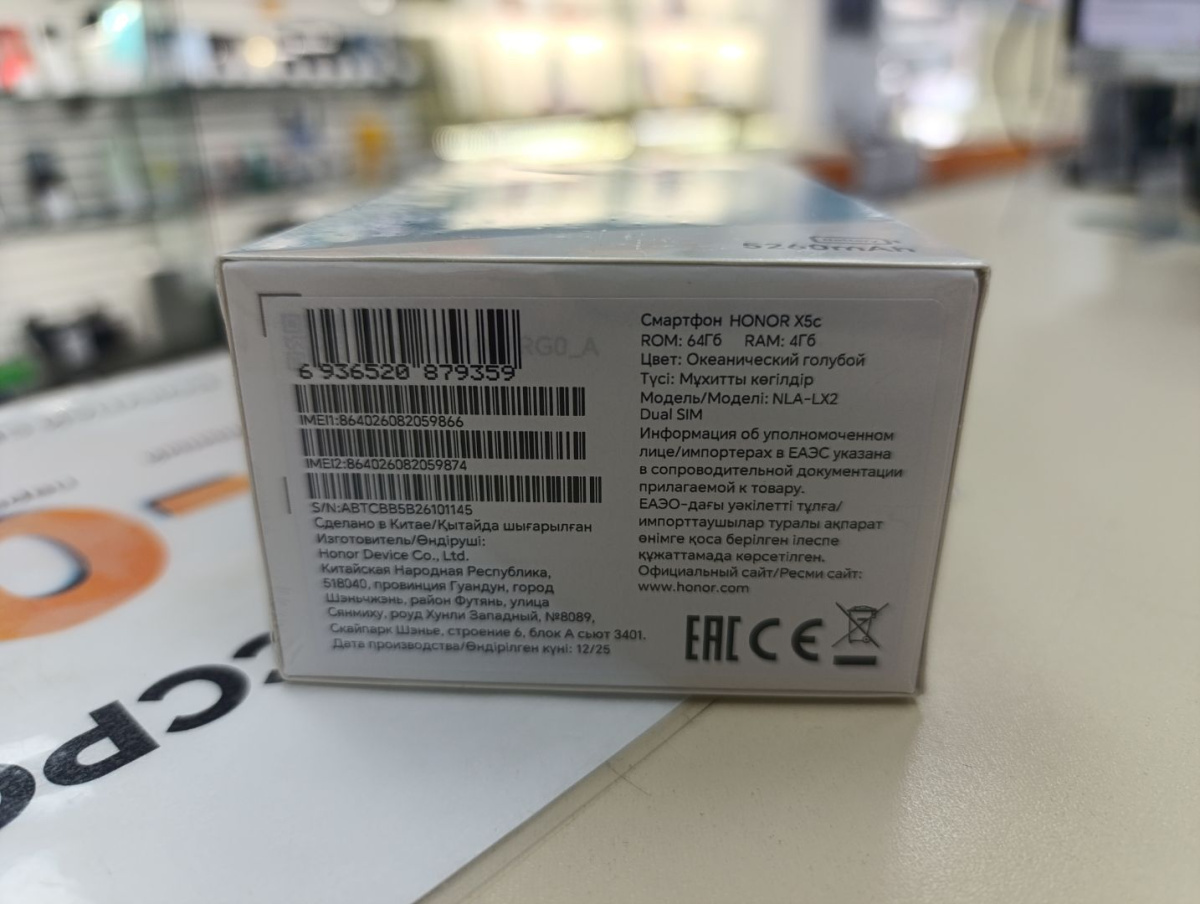 5260mAh
RG0_A
6 936520 879359
IMEI1:864026082059866
IMEI2:864026082059874
S/N:ABTCBB5B26101145
Сделано в Китае/Қытайда шығарылған
Изготовитель/Өндіруші:
Honor Device Co., Ltd.
Китайская Народная Республика,
518040, провинция Гуандун, город
Шэньчжэнь, район Футянь, улица
Сянмиху, роуд Хунли Западный, №8089,
Скайпарк Шэнье, строение 6, блок А сьют 3401.
Дата производства/Өндірілген күні: 12/25
Смартфон HONOR X5c
ROM: 64Гб RAM: 4Гб
Цвет: Океанический голубой
Түсі: Мұхитты көгілдір
Модель/Моделі: NLA-LX2
Dual SIM
Информация об уполномоченном
лице/импортерах в ЕАЭС указана
в сопроводительной документации
прилагаемой к товару.
ЕАЭО-дағы уәкілетті тұлға/
импорттаушылар туралы ақпарат
өнімге қоса берілген ілеспе
құжаттамада көрсетілген.
Официальный сайт/Ресми сайт:
www.honor.com
EAC CE
ср